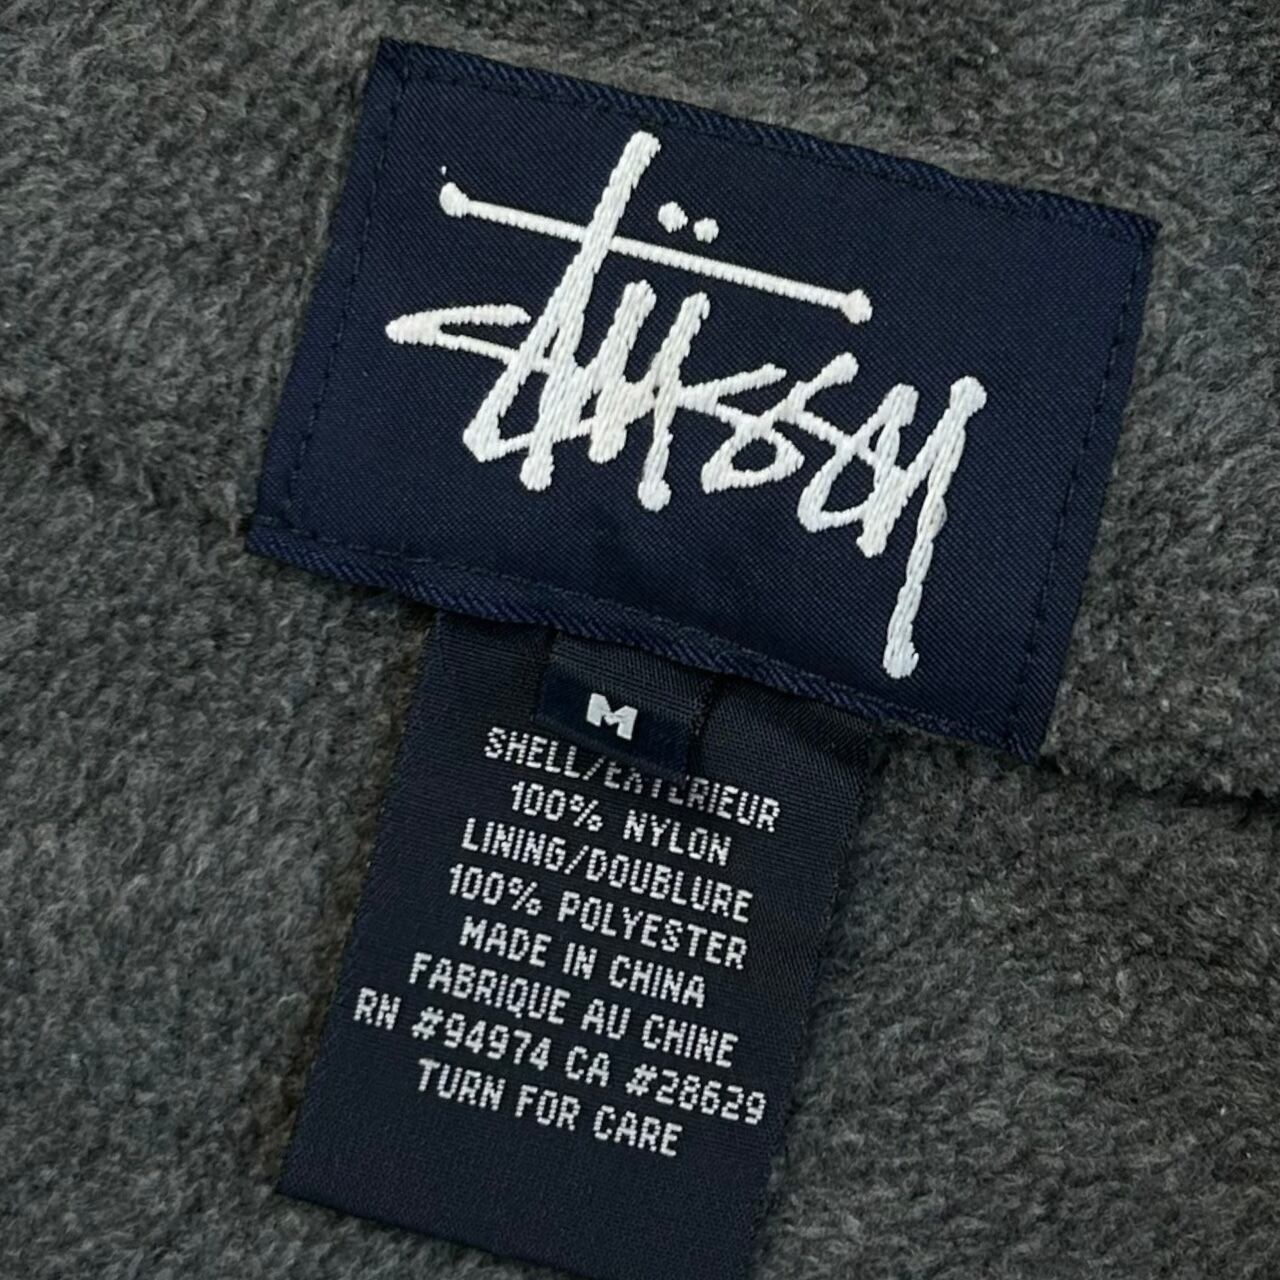 Stüssy
M
SHELL/EXTERIEUR
100% NYLON
LINING/DOUBLURE
100% POLYESTER
MADE IN CHINA
FABRIQUE AU CHINE
RN #94974 CA #28629
TURN FOR CARE